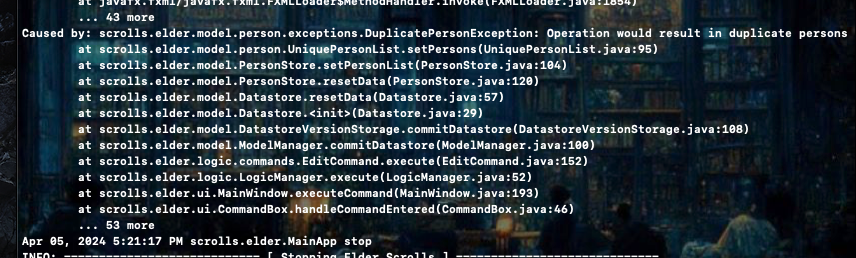 at javafx.fxml/javafx.fxml.FXMLLoader$MethodHandler.invoke(FXMLLoader.java:1854)
... 43 more
Caused by: scrolls.elder.model.person.exceptions.DuplicatePersonException: Operation would result in duplicate persons
at scrolls.elder.model.person.UniquePersonList.setPersons(UniquePersonList.java:95)
at scrolls.elder.model.PersonStore.setPersonList(PersonStore.java:104)
at scrolls.elder.model.PersonStore.resetData(PersonStore.java:120)
at scrolls.elder.model.Datastore.resetData(Datastore.java:57)
at scrolls.elder.model.Datastore.<init>(Datastore.java:29)
at scrolls.elder.model.DatastoreVersionStorage.commitDatastore(DatastoreVersionStorage.java:108)
at scrolls.elder.model.ModelManager.commitDatastore(ModelManager.java:100)
at scrolls.elder.logic.commands.EditCommand.execute(EditCommand.java:152)
at scrolls.elder.logic.LogicManager.execute(LogicManager.java:52)
at scrolls.elder.ui.MainWindow.executeCommand(MainWindow.java:193)
at scrolls.elder.ui.CommandBox.handleCommandEntered(CommandBox.java:46)
... 53 more
Apr 05, 2024 5:21:17 PM scrolls.elder.MainApp stop
INFO: ---------------------------- [ Stopping Elder Scrolls ] -----------------------------